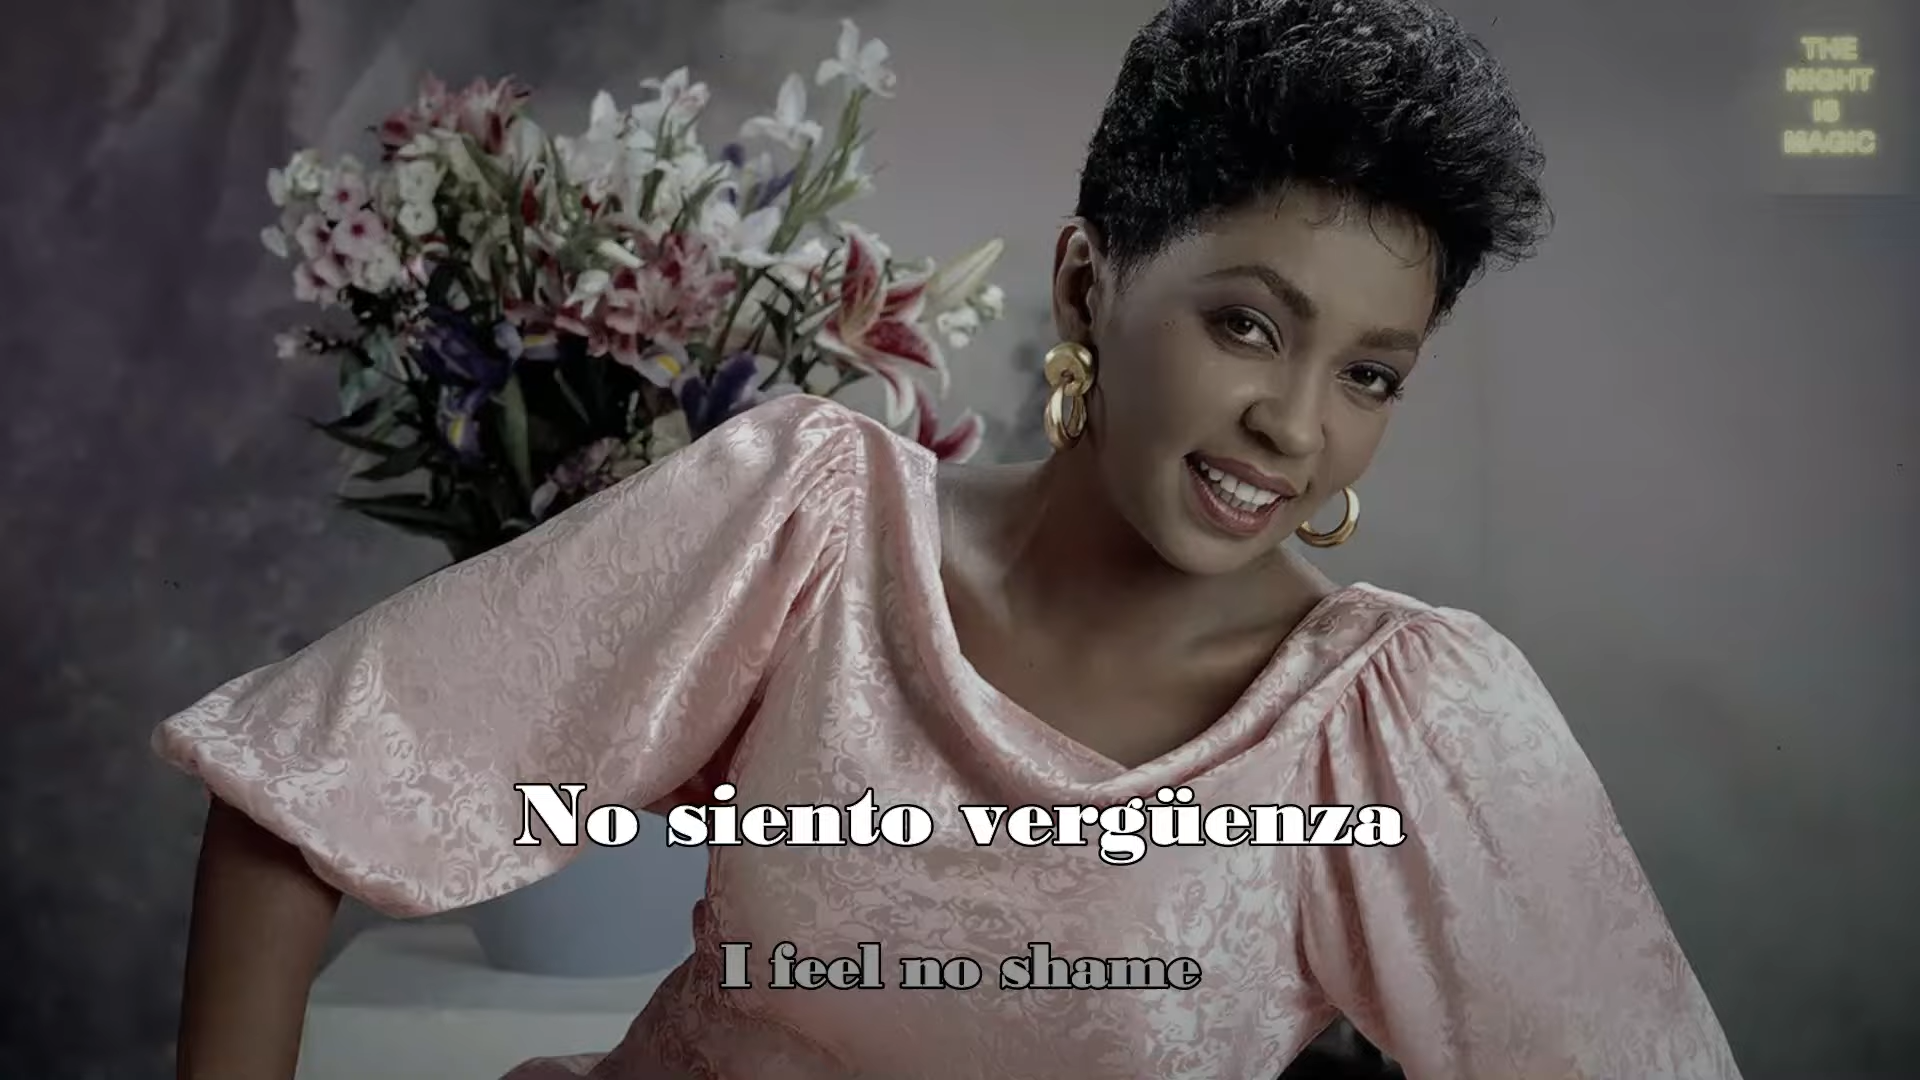 THE
NIGHT
IS
MAGIC
No siento vergüenza
I feel no shame